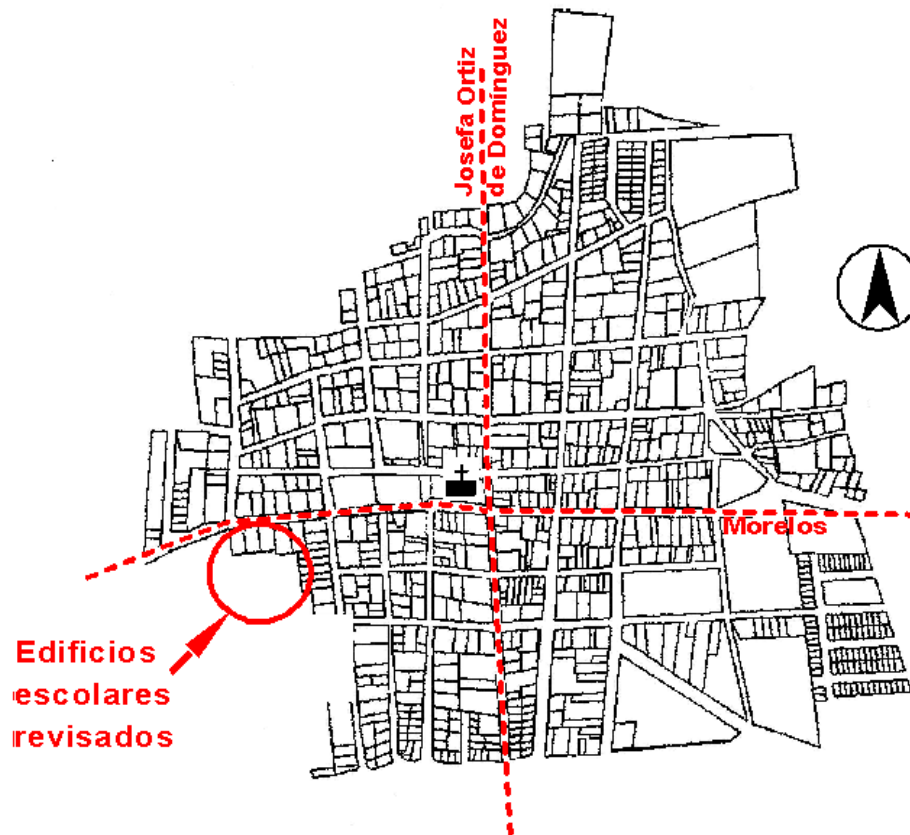 Josefa Ortiz
de Domínguez
Morelos
Edificios
escolares
revisados